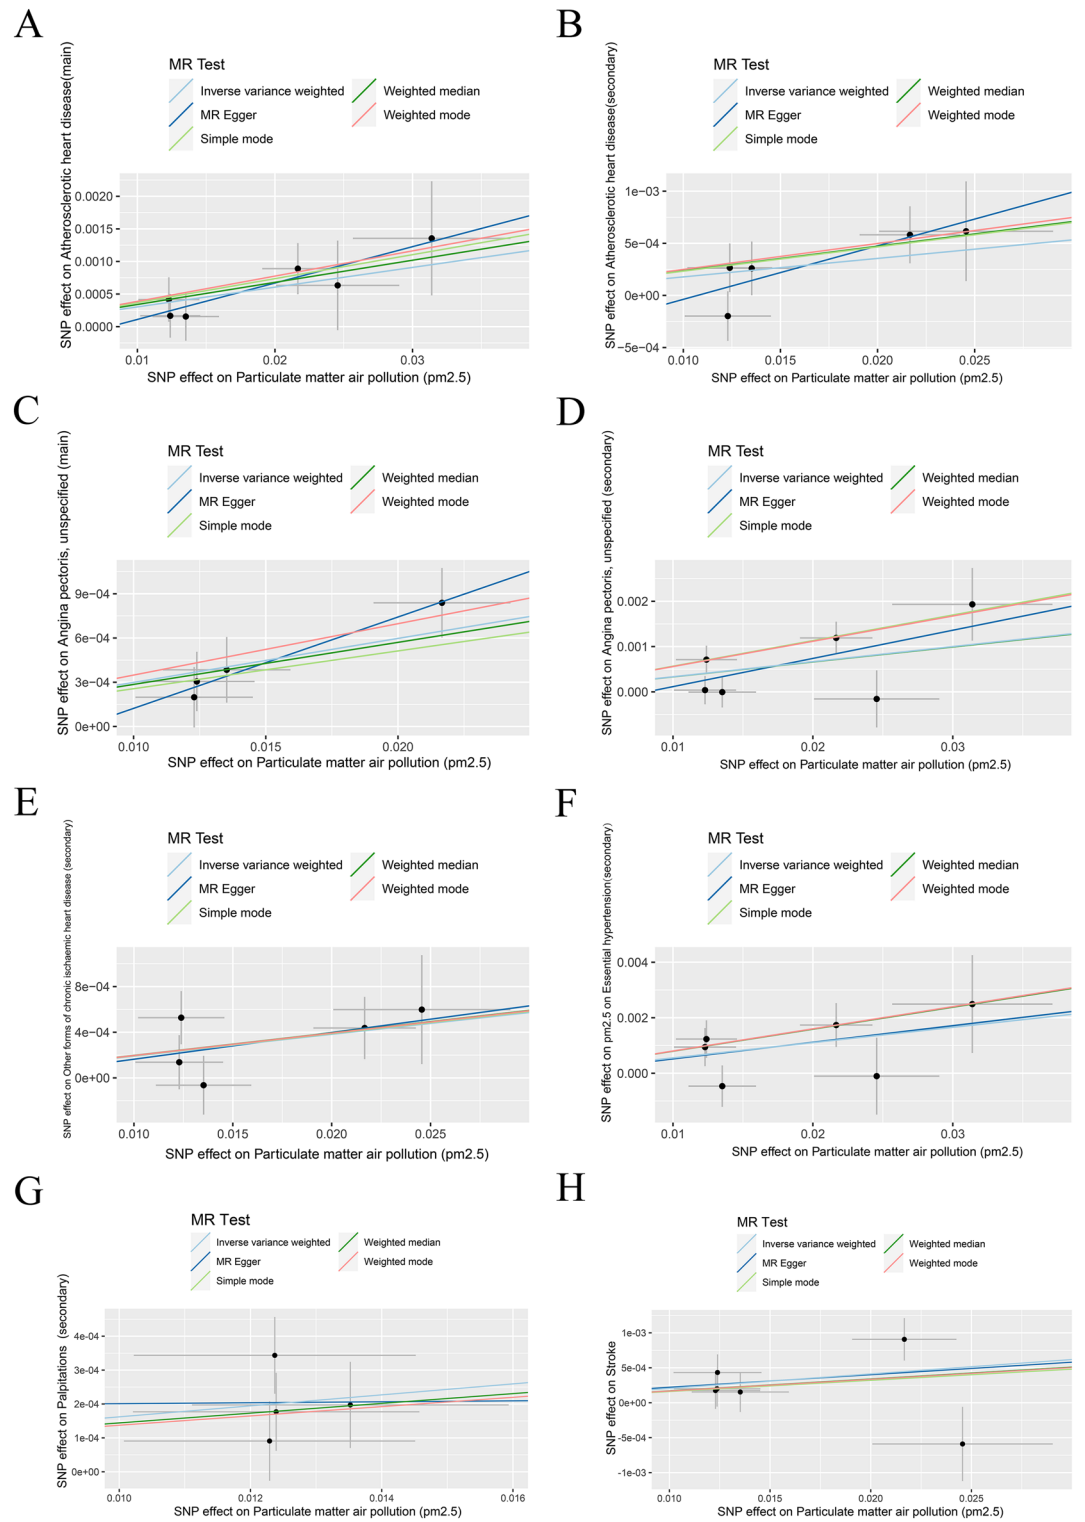 A
MR Test
Inverse variance weighted
Weighted median
MR Egger
Weighted mode
Simple mode
SNP effect on Atherosclerotic heart disease(main)
0.0020
0.0015
0.0010
0.0005
0.0000
0.01
0.02
0.03
SNP effect on Particulate matter air pollution (pm2.5)
B
MR Test
Inverse variance weighted
Weighted median
MR Egger
Weighted mode
Simple mode
SNP effect on Atherosclerotic heart disease(secondary)
1e−03
5e−04
0e+00
−5e−04
0.010
0.015
0.020
0.025
SNP effect on Particulate matter air pollution (pm2.5)
C
MR Test
Inverse variance weighted
Weighted median
MR Egger
Weighted mode
Simple mode
SNP effect on Angina pectoris, unspecified (main)
9e−04
6e−04
3e−04
0e+00
0.010
0.015
0.020
SNP effect on Particulate matter air pollution (pm2.5)
D
MR Test
Inverse variance weighted
Weighted median
MR Egger
Weighted mode
Simple mode
SNP effect on Angina pectoris, unspecified (secondary)
0.002
0.001
0.000
0.01
0.02
0.03
SNP effect on Particulate matter air pollution (pm2.5)
E
MR Test
Inverse variance weighted
Weighted median
MR Egger
Weighted mode
Simple mode
SNP effect on Other forms of chronic ischaemic heart disease (secondary)
8e−04
4e−04
0e+00
0.010
0.015
0.020
0.025
SNP effect on Particulate matter air pollution (pm2.5)
F
MR Test
Inverse variance weighted
Weighted median
MR Egger
Weighted mode
Simple mode
SNP effect on pm2.5 on Essential hypertension(secondary)
0.004
0.002
0.000
0.01
0.02
0.03
SNP effect on Particulate matter air pollution (pm2.5)
G
MR Test
Inverse variance weighted
Weighted median
MR Egger
Weighted mode
Simple mode
SNP effect on Palpitations (secondary)
4e−04
3e−04
2e−04
1e−04
0e+00
0.010
0.012
0.014
0.016
SNP effect on Particulate matter air pollution (pm2.5)
H
MR Test
Inverse variance weighted
Weighted median
MR Egger
Weighted mode
Simple mode
SNP effect on Stroke
1e−03
5e−04
0e+00
-5e−04
-1e−03
0.010
0.015
0.020
0.025
SNP effect on Particulate matter air pollution (pm2.5)